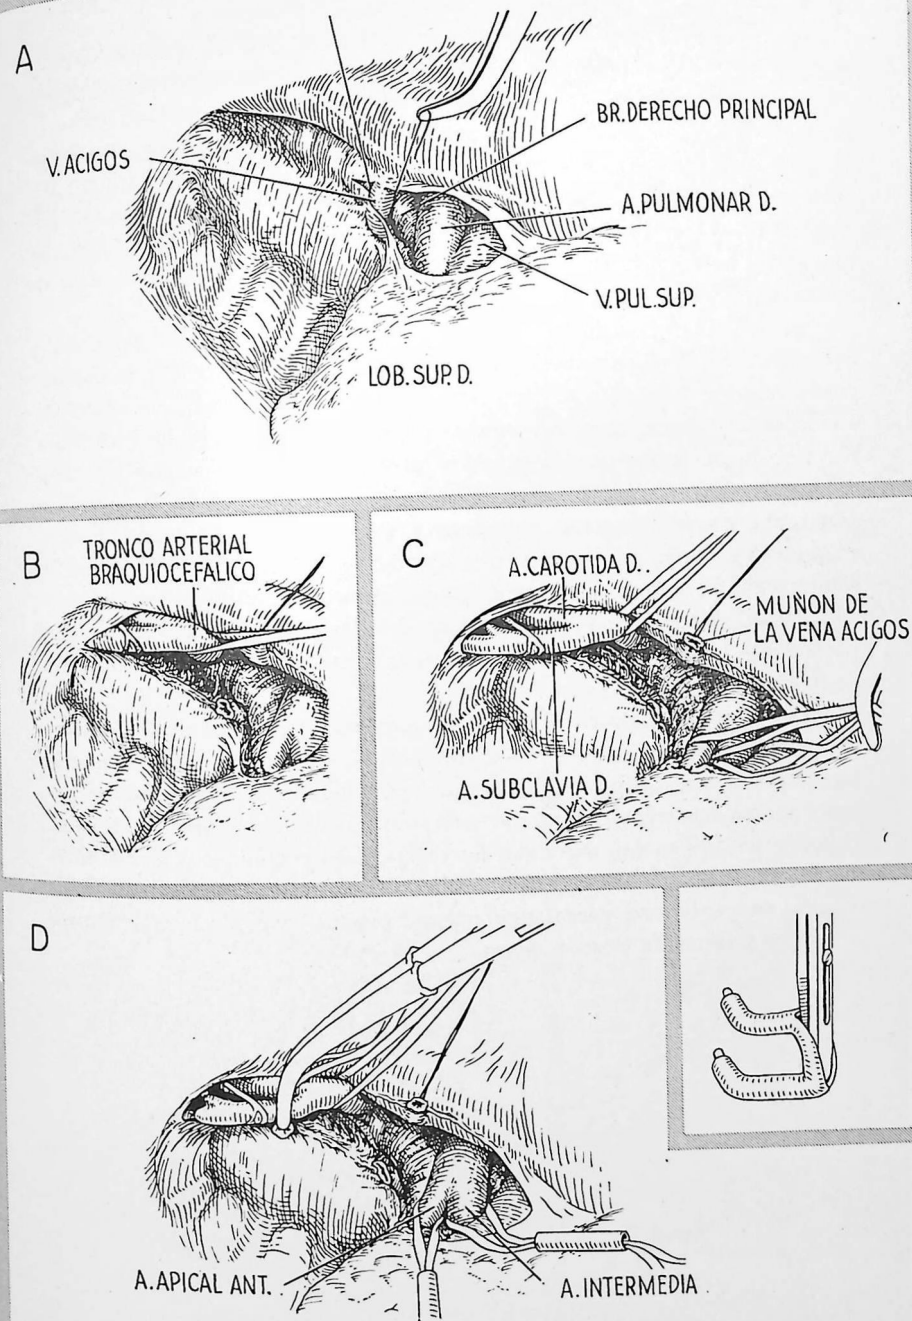 A
BR. DERECHO PRINCIPAL
V. ACIGOS
A. PULMONAR D.
V. PUL. SUP.
LOB. SUP. D.
B
TRONCO ARTERIAL
BRAQUIOCEFALICO
C
A. CAROTIDA D..
MUÑON DE
LA VENA ACIGOS
A. SUBCLAVIA D.
D
A. APICAL ANT.
A. INTERMEDIA